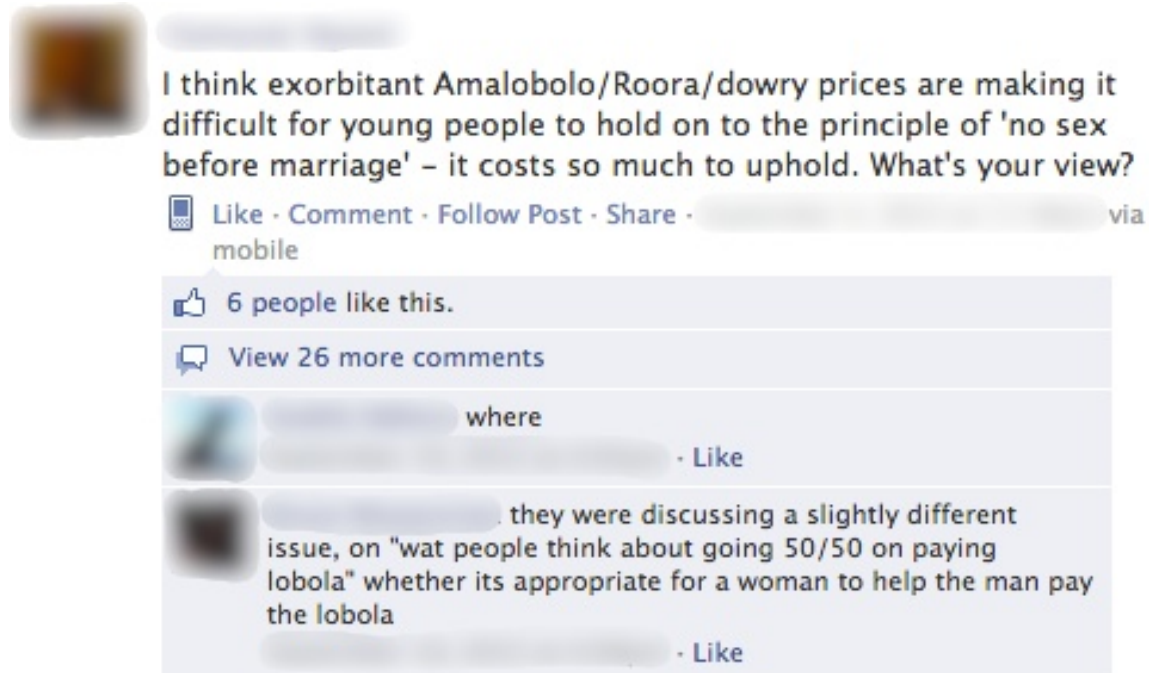 I think exorbitant Amalobolo/Roora/dowry prices are making it
difficult for young people to hold on to the principle of 'no sex
before marriage' – it costs so much to uphold. What's your view?
Like · Comment · Follow Post · Share · via
mobile
6 people like this.
View 26 more comments
where
· Like
. they were discussing a slightly different
issue, on "wat people think about going 50/50 on paying
lobola" whether its appropriate for a woman to help the man pay
the lobola
· Like